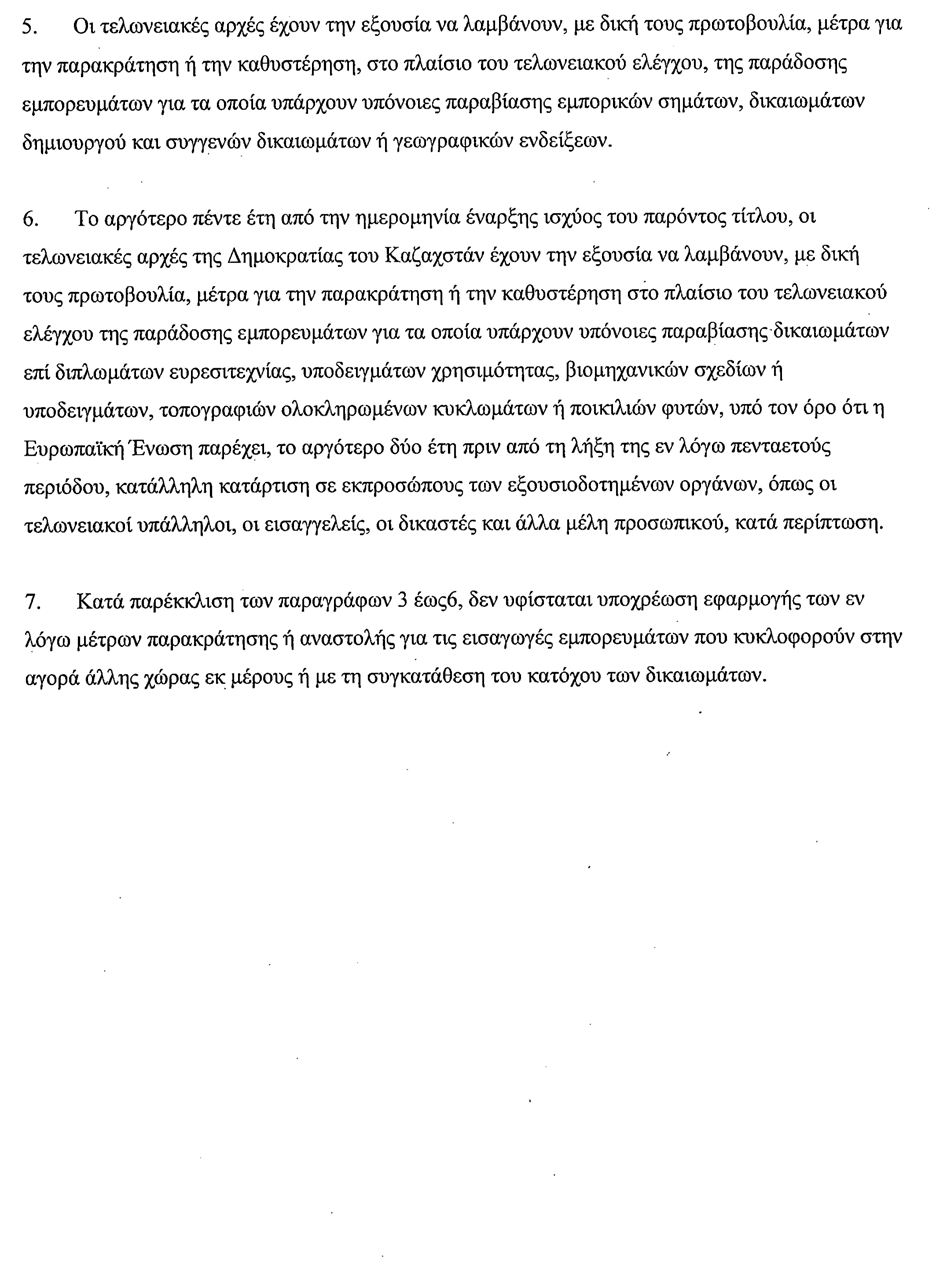 5. Οι τελωνειακές αρχές έχουν την εξουσία να λαμβάνουν, με δική τους πρωτοβουλία, μέτρα για
την παρακράτηση ή την καθυστέρηση, στο πλαίσιο του τελωνειακού ελέγχου, της παράδοσης
εμπορευμάτων για τα οποία υπάρχουν υπόνοιες παραβίασης εμπορικών σημάτων, δικαιωμάτων
δημιουργού και συγγενών δικαιωμάτων ή γεωγραφικών ενδείξεων.
6. Το αργότερο πέντε έτη από την ημερομηνία έναρξης ισχύος του παρόντος τίτλου, οι
τελωνειακές αρχές της Δημοκρατίας του Καζαχστάν έχουν την εξουσία να λαμβάνουν, με δική
τους πρωτοβουλία, μέτρα για την παρακράτηση ή την καθυστέρηση στο πλαίσιο του τελωνειακού
ελέγχου της παράδοσης εμπορευμάτων για τα οποία υπάρχουν υπόνοιες παραβίασης δικαιωμάτων
επί διπλωμάτων ευρεσιτεχνίας, υποδειγμάτων χρησιμότητας, βιομηχανικών σχεδίων ή
υποδειγμάτων, τοπογραφιών ολοκληρωμένων κυκλωμάτων ή ποικιλιών φυτών, υπό τον όρο ότι η
Ευρωπαϊκή Ένωση παρέχει, το αργότερο δύο έτη πριν από τη λήξη της εν λόγω πενταετούς
περιόδου, κατάλληλη κατάρτιση σε εκπροσώπους των εξουσιοδοτημένων οργάνων, όπως οι
τελωνειακοί υπάλληλοι, οι εισαγγελείς, οι δικαστές και άλλα μέλη προσωπικού, κατά περίπτωση.
7. Κατά παρέκκλιση των παραγράφων 3 έως6, δεν υφίσταται υποχρέωση εφαρμογής των εν
λόγω μέτρων παρακράτησης ή αναστολής για τις εισαγωγές εμπορευμάτων που κυκλοφορούν στην
αγορά άλλης χώρας εκ μέρους ή με τη συγκατάθεση του κατόχου των δικαιωμάτων.